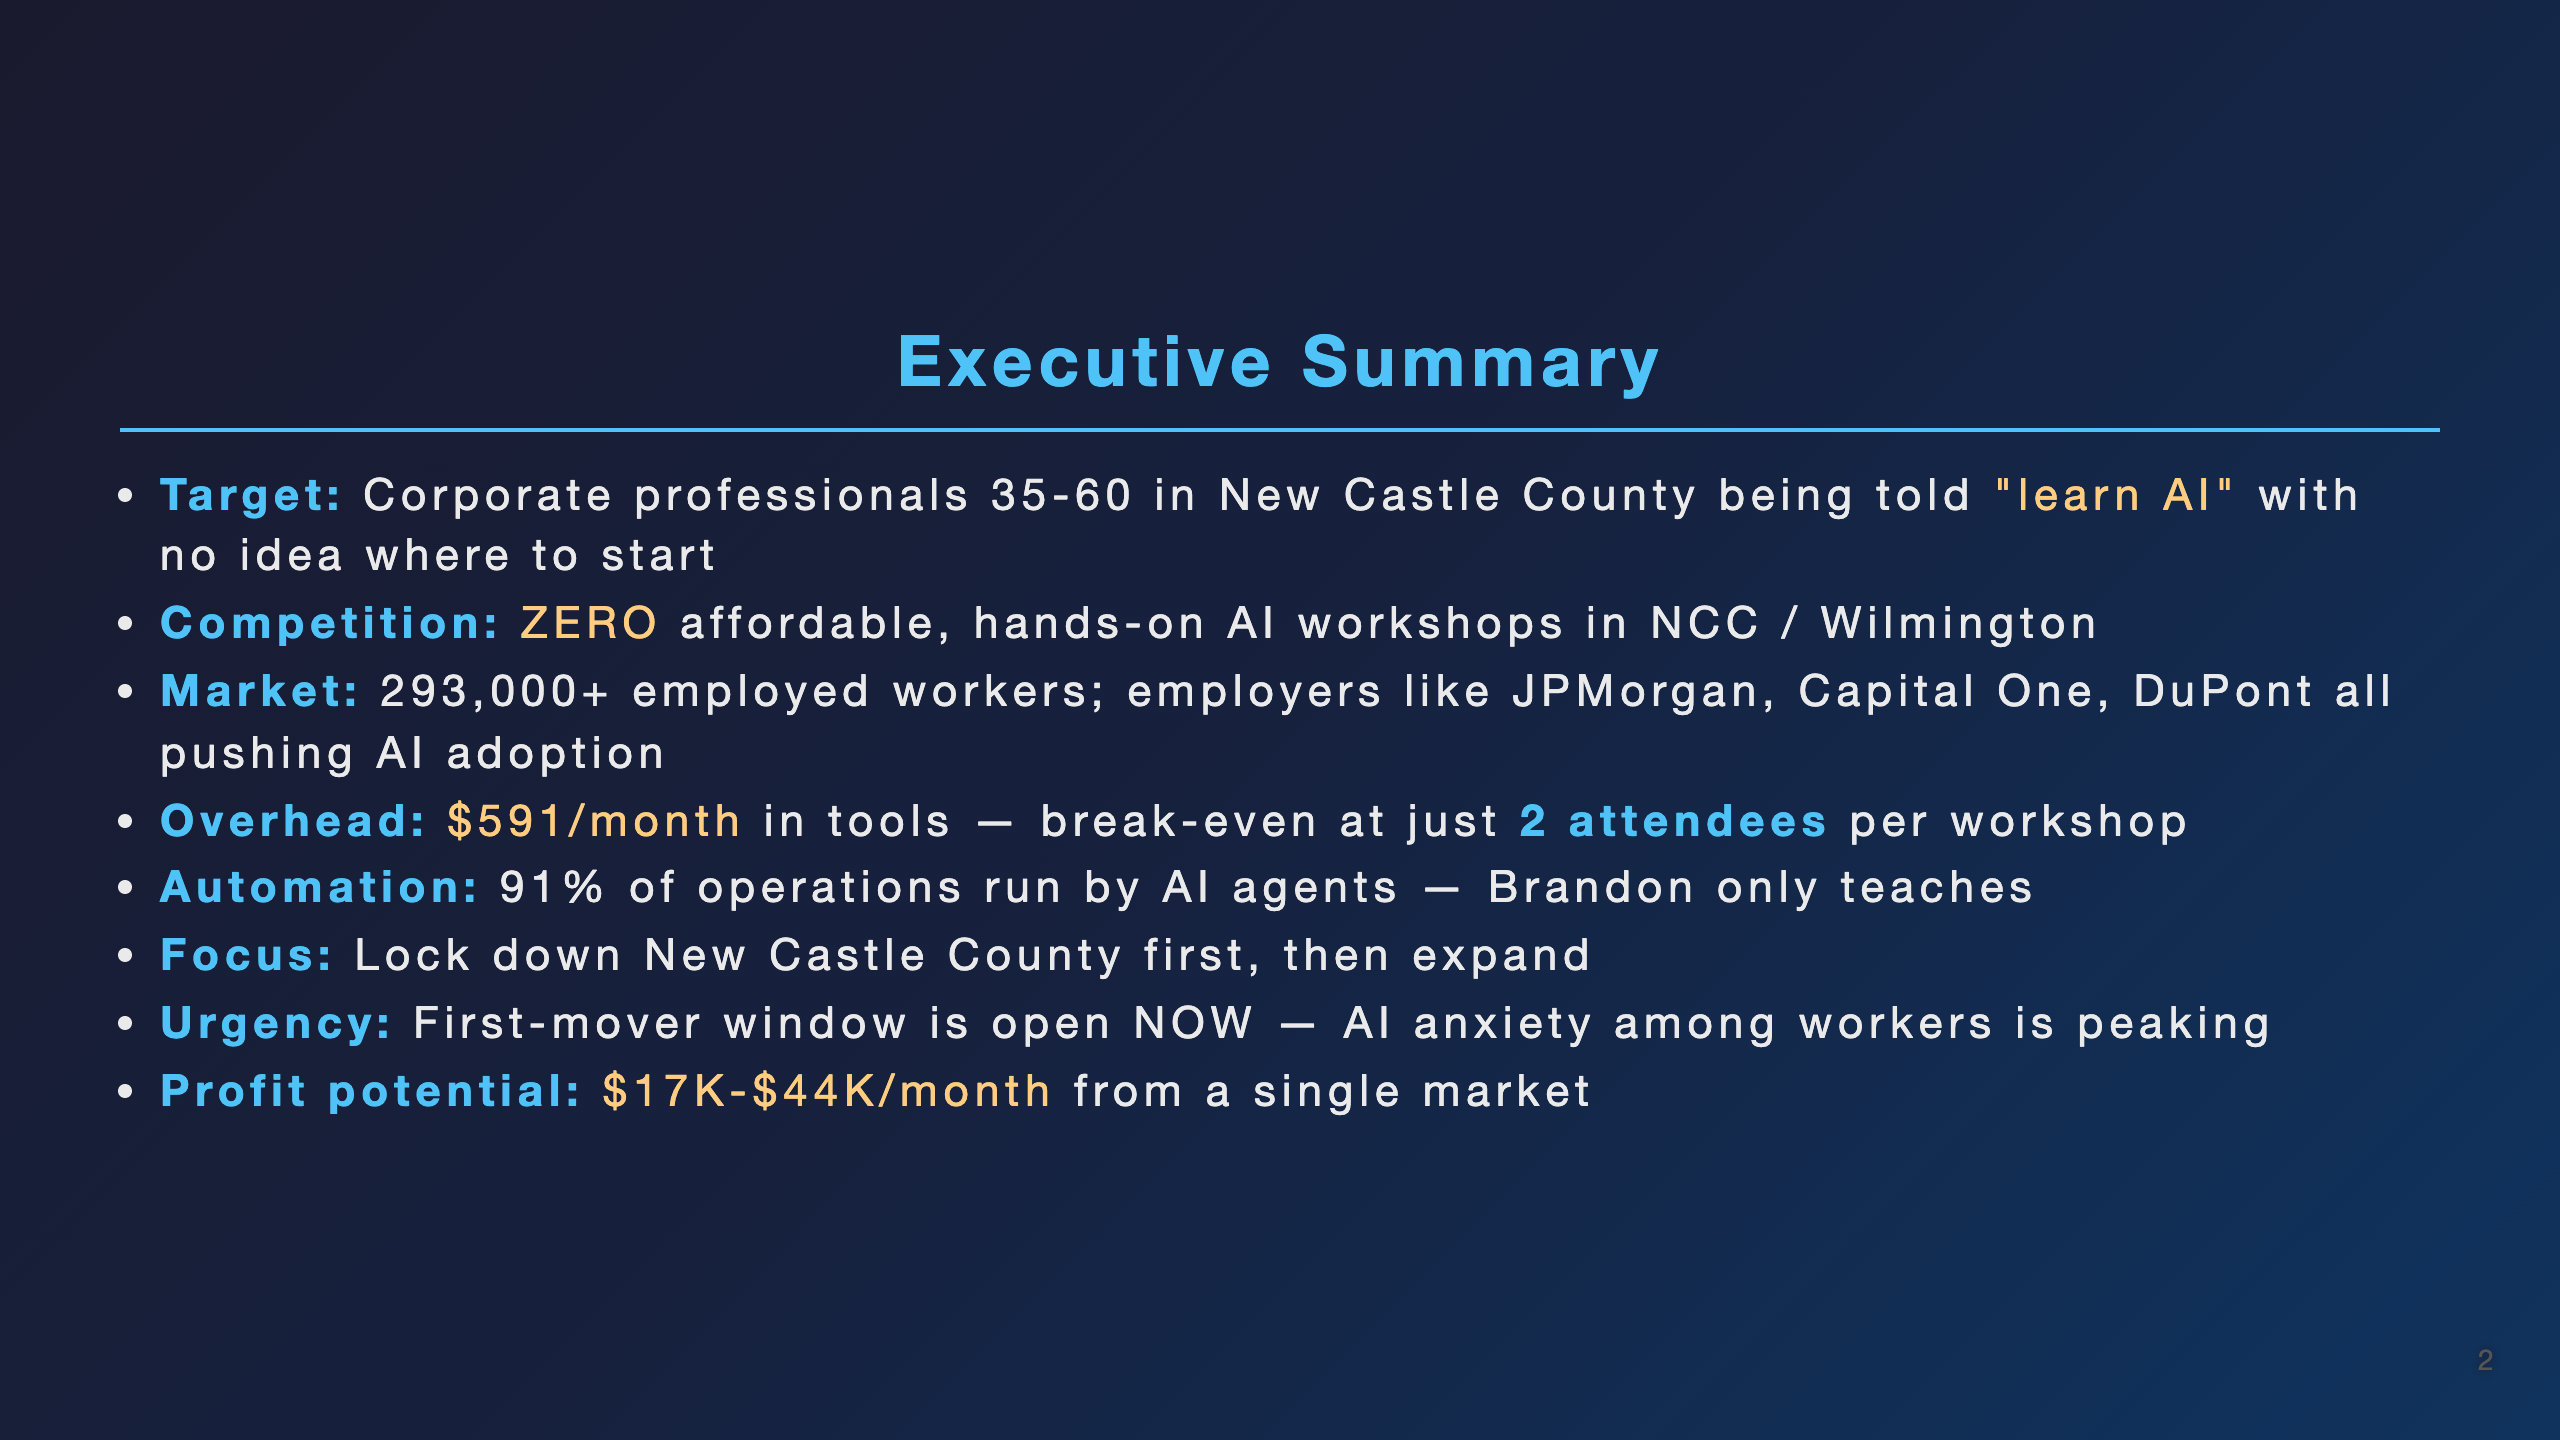 Executive Summary
• Target: Corporate professionals 35-60 in New Castle County being told "learn AI" with
no idea where to start
• Competition: ZERO affordable, hands-on AI workshops in NCC / Wilmington
• Market: 293,000+ employed workers; employers like JPMorgan, Capital One, DuPont all
pushing AI adoption
• Overhead: $591/month in tools — break-even at just 2 attendees per workshop
• Automation: 91% of operations run by AI agents — Brandon only teaches
• Focus: Lock down New Castle County first, then expand
• Urgency: First-mover window is open NOW — AI anxiety among workers is peaking
• Profit potential: $17K-$44K/month from a single market
2